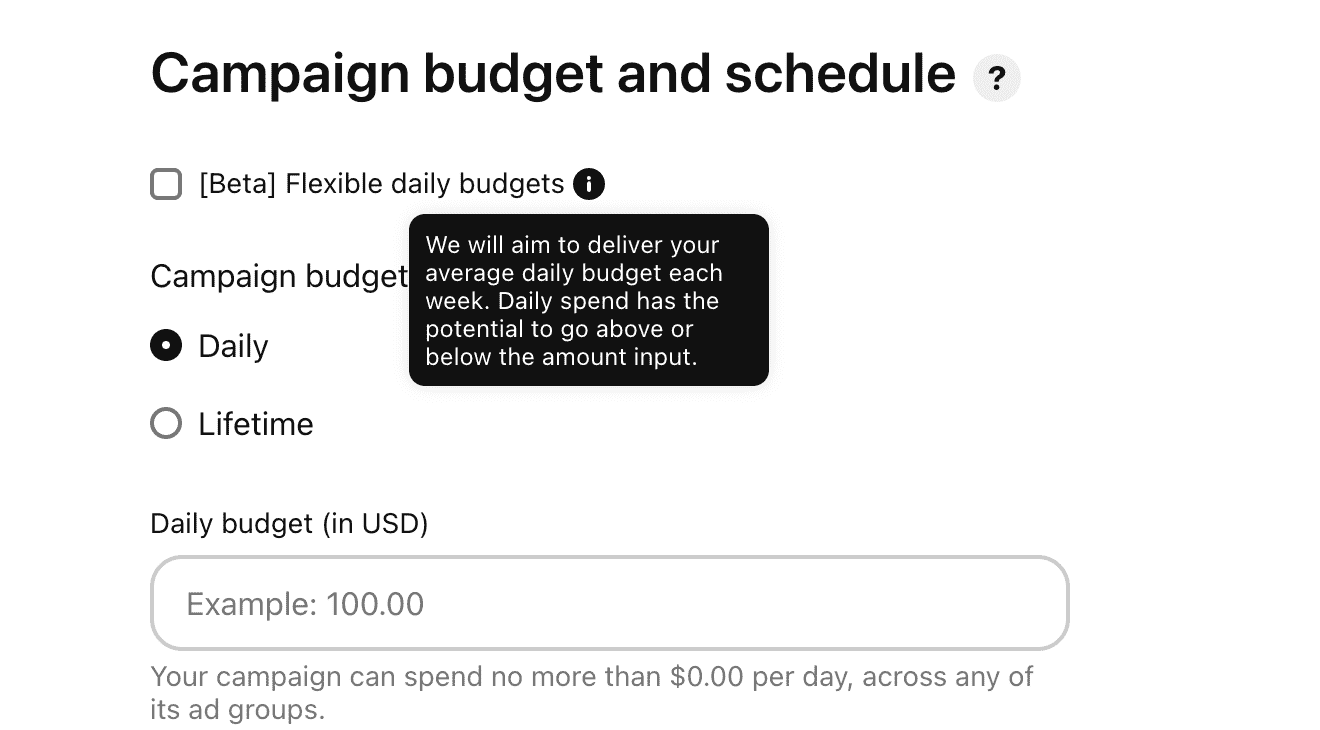 Campaign budget and schedule ?
[Beta] Flexible daily budgets i
We will aim to deliver your
average daily budget each
week. Daily spend has the
potential to go above or
below the amount input.
Campaign budget
Daily
Lifetime
Daily budget (in USD)
Example: 100.00
Your campaign can spend no more than $0.00 per day, across any of
its ad groups.